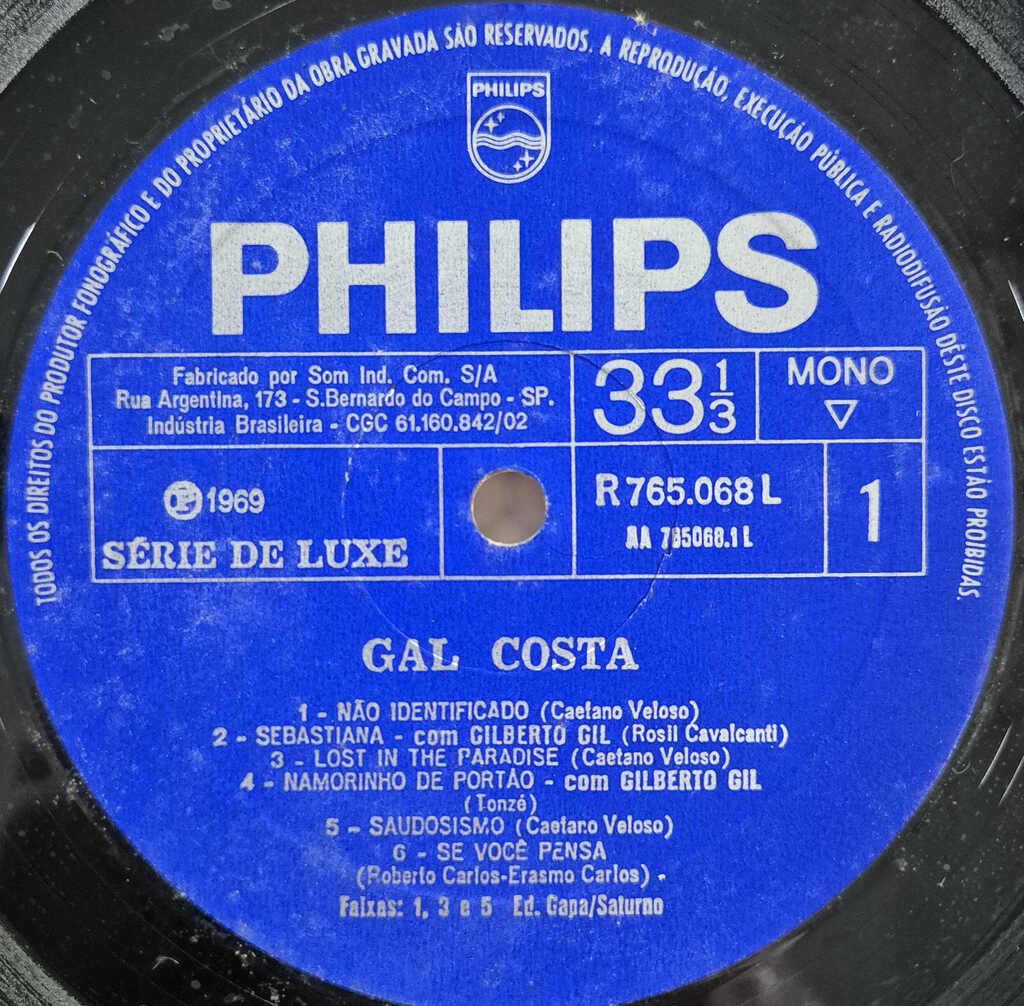 TODOS OS DIREITOS DO PRODUTOR FONOGRÁFICO E DO PROPRIETÁRIO DA OBRA GRAVADA SÃO RESERVADOS. A REPRODUÇÃO, EXECUÇÃO PÚBLICA E RADIODIFUSÃO DÊSTE DISCO ESTÃO PROIBIDAS.
PHILIPS
PHILIPS
Fabricado por Som Ind. Com. S/A
Rua Argentina, 173 - S.Bernardo do Campo - SP.
Indústria Brasileira - CGC 61.160.842/02
33 1/3
MONO
▽
Ⓟ 1969
SÉRIE DE LUXE
R 765.068 L
AA 765068.1 L
1
GAL COSTA
1 - NÃO IDENTIFICADO (Caetano Veloso)
2 - SEBASTIANA - com GILBERTO GIL (Rosil Cavalcanti)
3 - LOST IN THE PARADISE (Caetano Veloso)
4 - NAMORINHO DE PORTÃO - com GILBERTO GIL
(Tonzé)
5 - SAUDOSISMO (Caetano Veloso)
6 - SE VOCÊ PENSA
(Roberto Carlos-Erasmo Carlos) -
Faixas: 1, 3 e 5 Ed. Gapa/Saturno